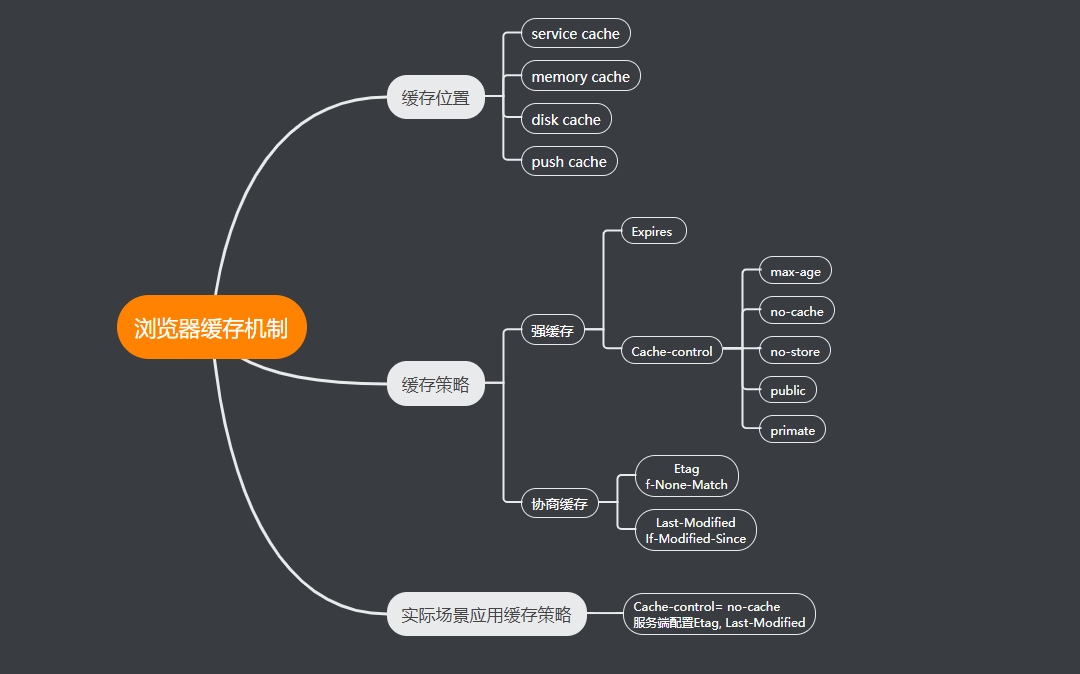 浏览器缓存机制
缓存位置
service cache
memory cache
disk cache
push cache
缓存策略
强缓存
Expires
Cache-control
max-age
no-cache
no-store
public
primate
协商缓存
Etag
f-None-Match
Last-Modified
If-Modified-Since
实际场景应用缓存策略
Cache-control= no-cache
服务端配置Etag, Last-Modified